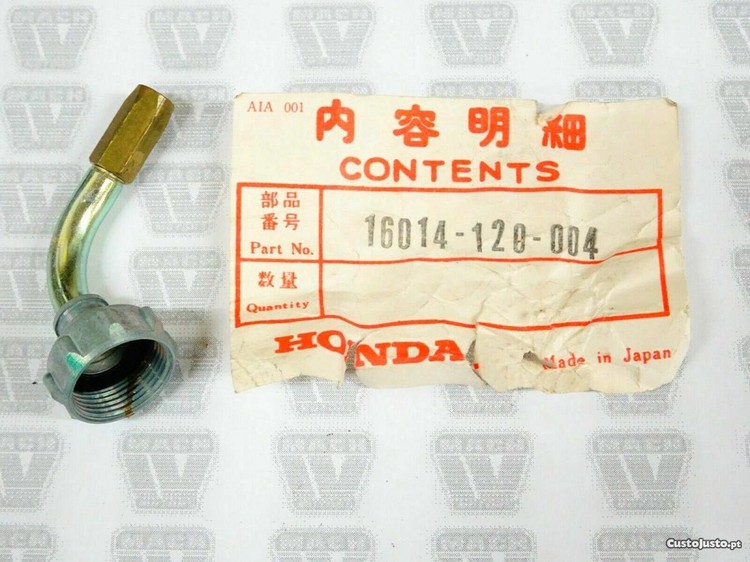 AIA 001
内容明細
CONTENTS
部品
番号
Part No.
16014-120-004
数量
Quantity
HONDA.
Made in Japan
MACH
CustoJusto.pt